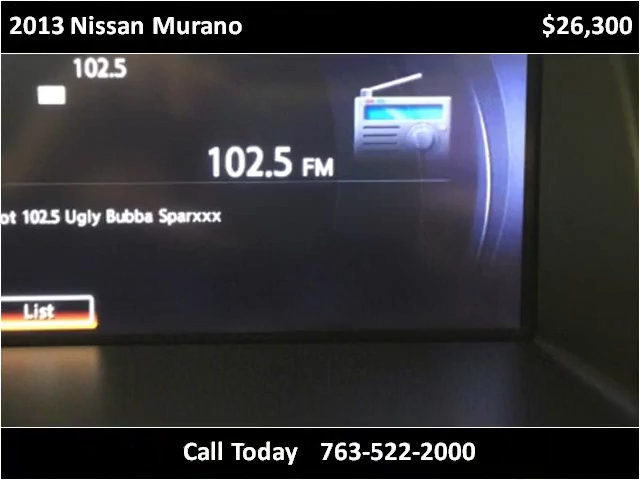 2013 Nissan Murano $26,300
102.5
102.5 FM
ot 102.5 Ugly Bubba Sparxxx
List
Call Today 763-522-2000